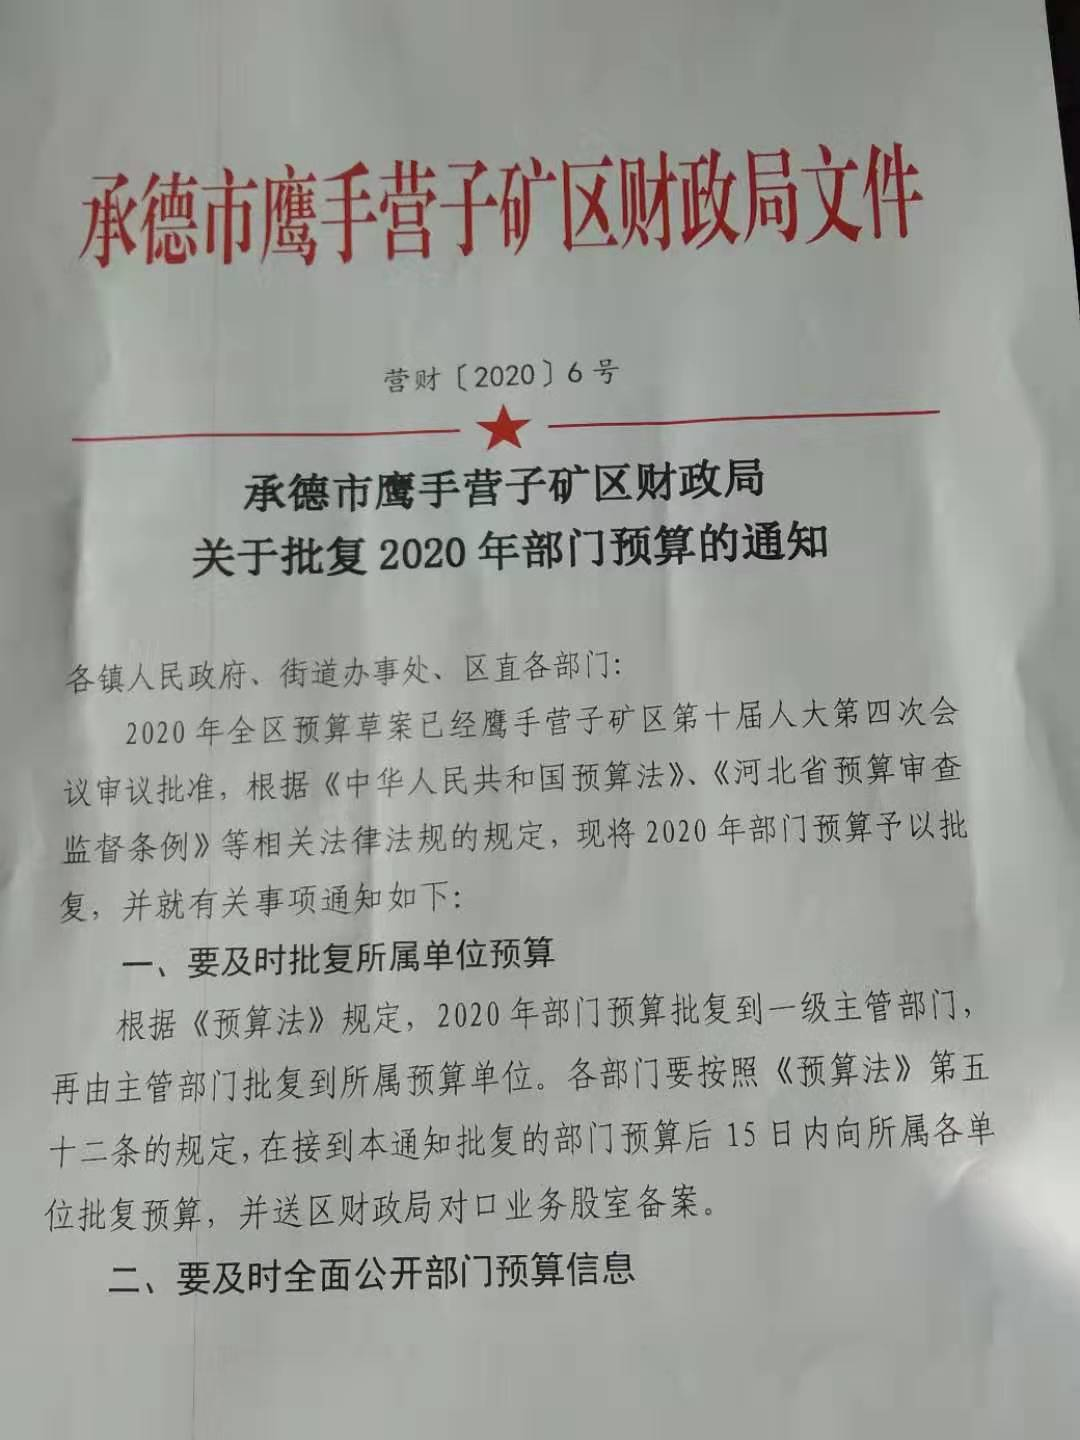 承德市鹰手营子矿区财政局文件
营财〔2020〕6号
承德市鹰手营子矿区财政局
关于批复2020年部门预算的通知
各镇人民政府、街道办事处、区直各部门：
2020年全区预算草案已经鹰手营子矿区第十届人大第四次会
议审议批准，根据《中华人民共和国预算法》、《河北省预算审查
监督条例》等相关法律法规的规定，现将2020年部门预算予以批
复，并就有关事项通知如下：
一、要及时批复所属单位预算
根据《预算法》规定，2020年部门预算批复到一级主管部门，
再由主管部门批复到所属预算单位。各部门要按照《预算法》第五
十二条的规定，在接到本通知批复的部门预算后15日内向所属各单
位批复预算，并送区财政局对口业务股室备案。
二、要及时全面公开部门预算信息